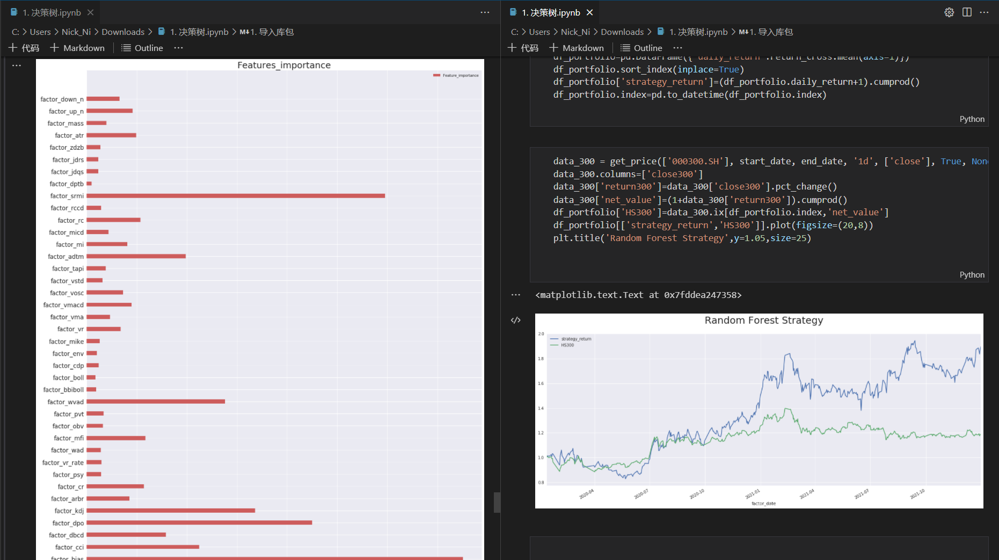 1. 决策树.ipynb
C: > Users > Nick_Ni > Downloads > 1. 决策树.ipynb > M↓1. 导入库包
+ 代码 + Markdown Outline ...
Features_importance
Feature_importance
factor_down_n
factor_up_n
factor_mass
factor_atr
factor_zdzb
factor_jdrs
factor_jdqs
factor_dptb
factor_srmi
factor_rccd
factor_rc
factor_micd
factor_mi
factor_adtm
factor_tapi
factor_vstd
factor_vosc
factor_vmacd
factor_vma
factor_vr
factor_mike
factor_env
factor_cdp
factor_boll
factor_bbiboll
factor_wvad
factor_pvt
factor_obv
factor_mfi
factor_wad
factor_vr_rate
factor_psy
factor_cr
factor_arbr
factor_kdj
factor_dpo
factor_dbcd
factor_cci
factor_bias
1. 决策树.ipynb
C: > Users > Nick_Ni > Downloads > 1. 决策树.ipynb > M↓1. 导入库包
+ 代码 + Markdown Outline ...
df_portfolio=pd.DataFrame({'daily_return':return_cross.mean(axis=1)})
df_portfolio.sort_index(inplace=True)
df_portfolio['strategy_return']=(df_portfolio.daily_return+1).cumprod()
df_portfolio.index=pd.to_datetime(df_portfolio.index)
Python
data_300 = get_price(['000300.SH'], start_date, end_date, '1d', ['close'], True, None
data_300.columns=['close300']
data_300['return300']=data_300['close300'].pct_change()
data_300['net_value']=(1+data_300['return300']).cumprod()
df_portfolio['HS300']=data_300.ix[df_portfolio.index,'net_value']
df_portfolio[['strategy_return','HS300']].plot(figsize=(20,8))
plt.title('Random Forest Strategy',y=1.05,size=25)
Python
<matplotlib.text.Text at 0x7fddea247358>
Random Forest Strategy
strategy_return
HS300
2.0
1.8
1.6
1.4
1.2
1.0
0.8
2020-04
2020-07
2020-10
2021-01
2021-04
2021-07
2021-10
factor_date